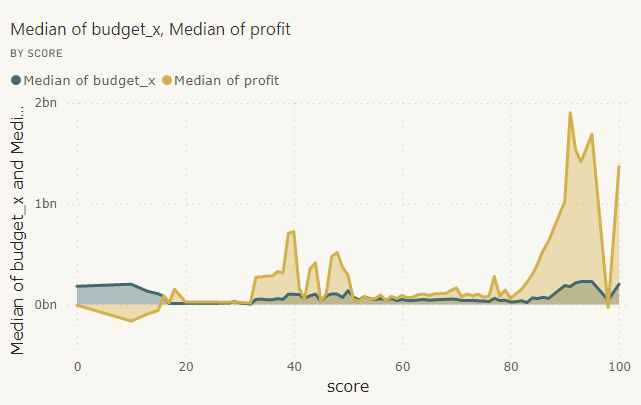 Median of budget_x, Median of profit
BY SCORE
Median of budget_x Median of profit
Median of budget_x and Medi...
2bn
1bn
0bn
0 20 40 60 80 100
score